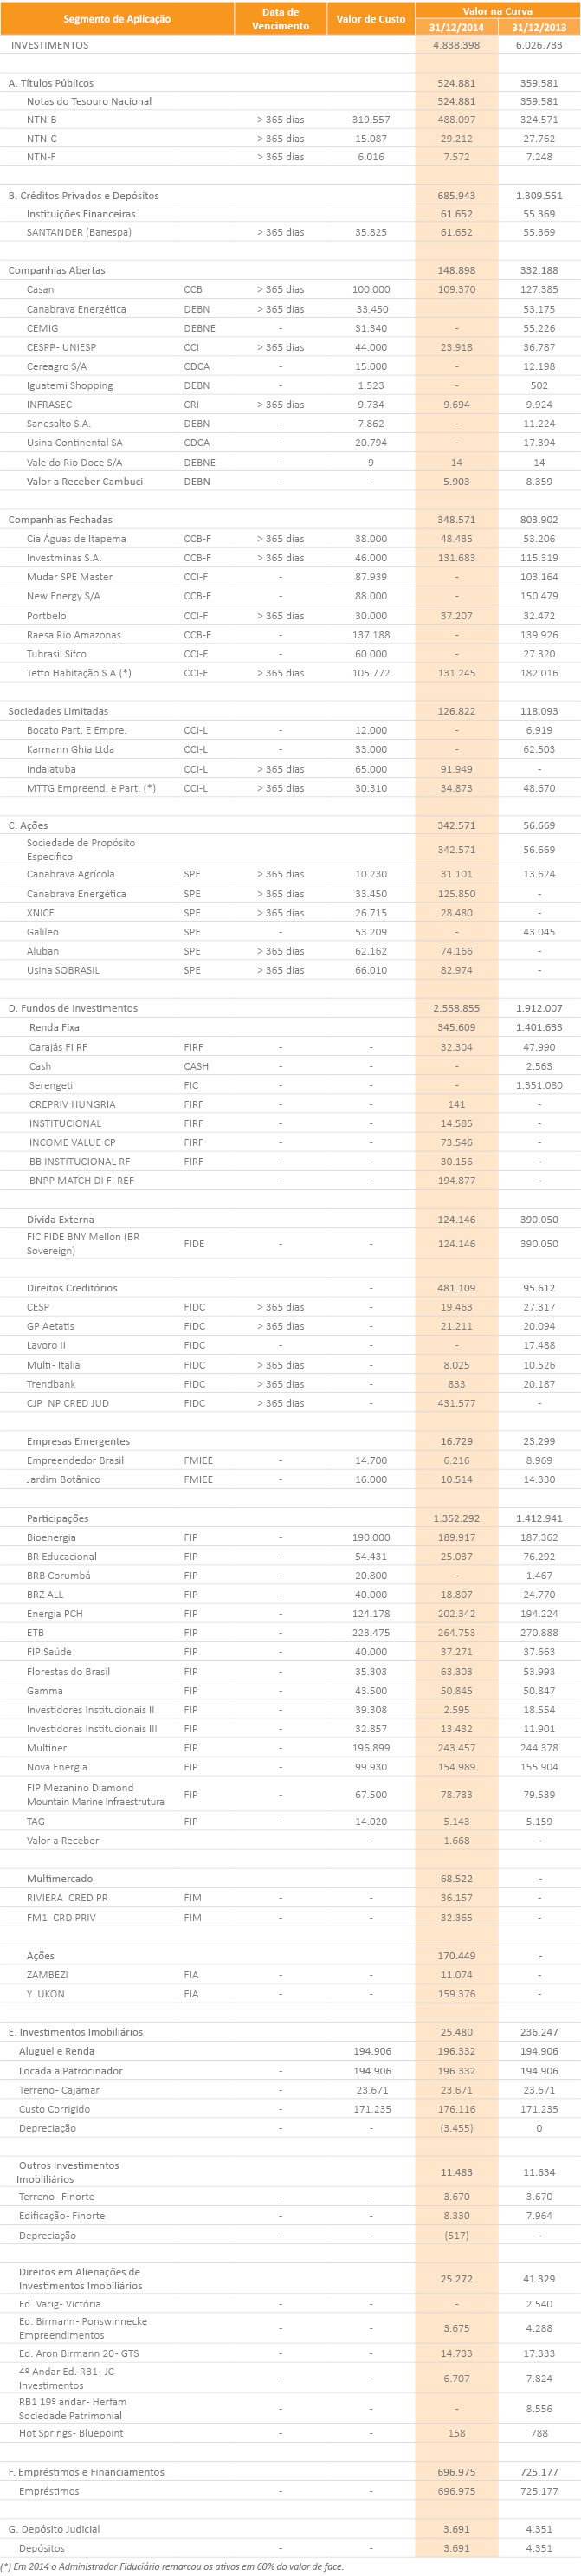 Segmento de Aplicação Data de Vencimento Valor de Custo Valor na Curva
31/12/2014 31/12/2013
INVESTIMENTOS 4.838.398 6.026.733
A. Títulos Públicos 524.881 359.581
Notas do Tesouro Nacional 524.881 359.581
NTN-B > 365 dias 319.557 488.097 324.571
NTN-C > 365 dias 15.087 29.212 27.762
NTN-F > 365 dias 6.016 7.572 7.248
B. Créditos Privados e Depósitos 685.943 1.309.551
Instituições Financeiras 61.652 55.369
SANTANDER (Banespa) > 365 dias 35.825 61.652 55.369
Companhias Abertas 148.898 332.188
Casan CCB > 365 dias 100.000 109.370 127.385
Canabrava Energética DEBN > 365 dias 33.450 53.175
CEMIG DEBNE - 31.340 - 55.226
CESPP - UNIESP CCI > 365 dias 44.000 23.918 36.787
Cereagro S/A CDCA - 15.000 - 12.198
Iguatemi Shopping DEBN - 1.523 - 502
INFRASEC CRI > 365 dias 9.734 9.694 9.924
Sanesalto S.A. DEBN - 7.862 - 11.224
Usina Continental SA CDCA - 20.794 - 17.394
Vale do Rio Doce S/A DEBNE - 9 14 14
Valor a Receber Cambuci DEBN - - 5.903 8.359
Companhias Fechadas 348.571 803.902
Cia Águas de Itapema CCB-F > 365 dias 38.000 48.435 53.206
Investminas S.A. CCB-F > 365 dias 46.000 131.683 115.319
Mudar SPE Master CCI-F - 87.939 - 103.164
New Energy S/A CCB-F - 88.000 - 150.479
Portbelo CCI-F > 365 dias 30.000 37.207 32.472
Raesa Rio Amazonas CCB-F - 137.188 - 139.926
Tubrasil Sifco CCI-F - 60.000 - 27.320
Tetto Habitação S.A (*) CCI-F > 365 dias 105.772 131.245 182.016
Sociedades Limitadas 126.822 118.093
Bocato Part. E Empre. CCI-L - 12.000 - 6.919
Karmann Ghia Ltda CCI-L - 33.000 - 62.503
Indaiatuba CCI-L > 365 dias 65.000 91.949 -
MTTG Empreend. e Part. (*) CCI-L > 365 dias 30.310 34.873 48.670
C. Ações 342.571 56.669
Sociedade de Propósito Específico 342.571 56.669
Canabrava Agrícola SPE > 365 dias 10.230 31.101 13.624
Canabrava Energética SPE > 365 dias 33.450 125.850 -
XNICE SPE > 365 dias 26.715 28.480 -
Galileo SPE - 53.209 - 43.045
Aluban SPE > 365 dias 62.162 74.166 -
Usina SOBRASIL SPE > 365 dias 66.010 82.974 -
D. Fundos de Investimentos 2.558.855 1.912.007
Renda Fixa 345.609 1.401.633
Carajás FI RF FIRF - - 32.304 47.990
Cash CASH - - - 2.563
Serengeti FIC - - - 1.351.080
CREPRIV HUNGRIA FIRF - - 141 -
INSTITUCIONAL FIRF - - 14.585 -
INCOME VALUE CP FIRF - - 73.546 -
BB INSTITUCIONAL RF FIRF - - 30.156 -
BNPP MATCH DI FI REF - - 194.877 -
Dívida Externa 124.146 390.050
FIC FIDE BNY Mellon (BR Sovereign) FIDE - - 124.146 390.050
Direitos Creditórios - 481.109 95.612
CESP FIDC > 365 dias - 19.463 27.317
GP Aetatis FIDC > 365 dias - 21.211 20.094
Lavoro II FIDC - - - 17.488
Multi - Itália FIDC > 365 dias - 8.025 10.526
Trendbank FIDC > 365 dias - 833 20.187
CJP NP CRED JUD FIDC > 365 dias - 431.577 -
Empresas Emergentes 16.729 23.299
Empreendedor Brasil FMIEE - 14.700 6.216 8.969
Jardim Botânico FMIEE - 16.000 10.514 14.330
Participações 1.352.292 1.412.941
Bioenergia FIP - 190.000 189.917 187.362
BR Educacional FIP - 54.431 25.037 76.292
BRB Corumbá FIP - 20.800 - 1.467
BRZ ALL FIP - 40.000 18.807 24.770
Energia PCH FIP - 124.178 202.342 194.224
ETB FIP - 223.475 264.753 270.888
FIP Saúde FIP - 40.000 37.271 37.663
Florestas do Brasil FIP - 35.303 63.303 53.993
Gamma FIP - 43.500 50.845 50.847
Investidores Institucionais II FIP - 39.308 2.595 18.554
Investidores Institucionais III FIP - 32.857 13.432 11.901
Multiner FIP - 196.899 243.457 244.378
Nova Energia FIP - 99.930 154.989 155.904
FIP Mezanino Diamond Mountain Marine Infraestrutura FIP - 67.500 78.733 79.539
TAG FIP - 14.020 5.143 5.159
Valor a Receber - 1.668 -
Multimercado 68.522 -
RIVIERA CRED PR FIM - - 36.157 -
FM1 CRD PRIV FIM - - 32.365 -
Ações 170.449 -
ZAMBEZI FIA - - 11.074 -
Y UKON FIA - - 159.376 -
E. Investimentos Imobiliários 25.480 236.247
Aluguel e Renda 194.906 196.332 194.906
Locada a Patrocinador - 194.906 196.332 194.906
Terreno - Cajamar - 23.671 23.671 23.671
Custo Corrigido - 171.235 176.116 171.235
Depreciação - - (3.455) 0
Outros Investimentos Imobliliários 11.483 11.634
Terreno - Finorte - - 3.670 3.670
Edificação - Finorte - - 8.330 7.964
Depreciação - - (517) -
Direitos em Alienações de Investimentos Imobiliários 25.272 41.329
Ed. Varig - Victória - - - 2.540
Ed. Birmann - Ponswinnecke Empreendimentos - - 3.675 4.288
Ed. Aron Birmann 20 - GTS - - 14.733 17.333
4º Andar Ed. RB1 - JC Investimentos - - 6.707 7.824
RB1 19º andar - Herfam Sociedade Patrimonial - - - 8.556
Hot Springs - Bluepoint - - 158 788
F. Empréstimos e Financiamentos 696.975 725.177
Empréstimos - - 696.975 725.177
G. Depósito Judicial 3.691 4.351
Depósitos - - 3.691 4.351
(*) Em 2014 o Administrador Fiduciário remarcou os ativos em 60% do valor de face.